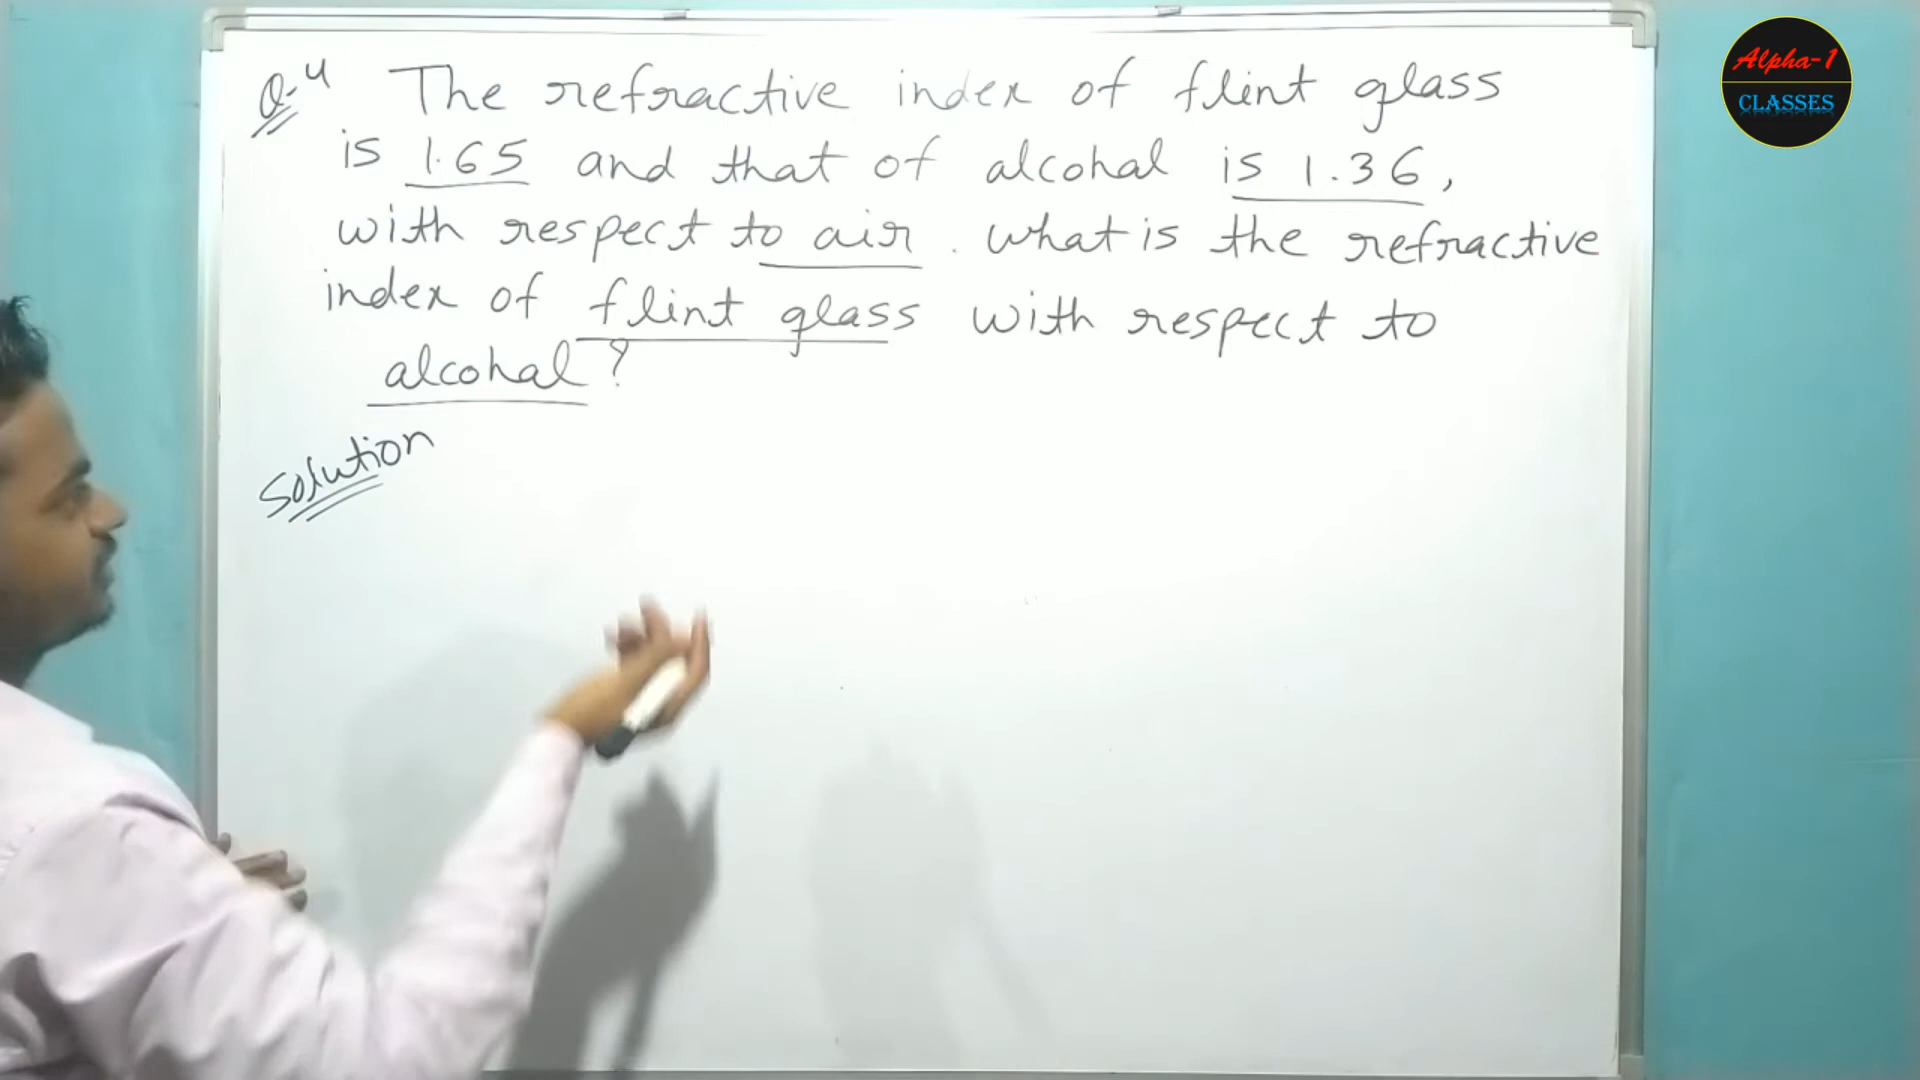 Q-4 The refractive index of flint glass
is 1.65 and that of alcohal is 1.36,
with respect to air. what is the refractive
index of flint glass with respect to
alcohal?
Solution
Alpha-1
CLASSES